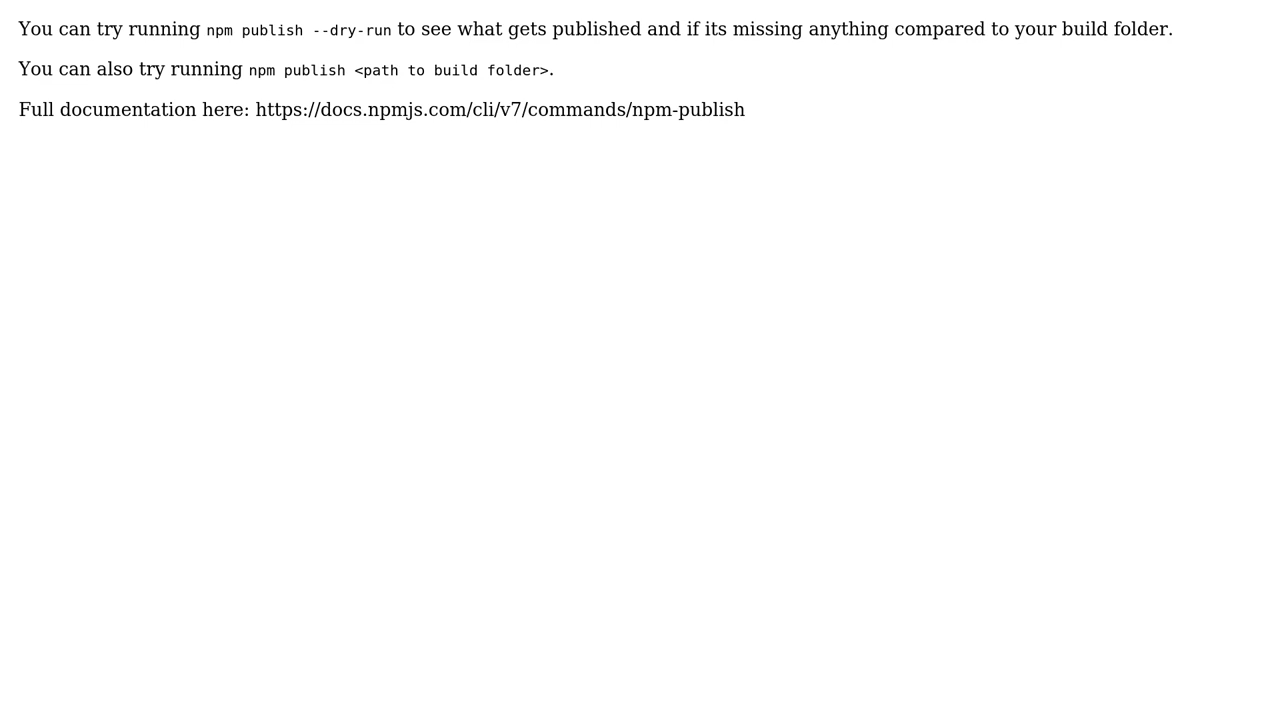 You can try running npm publish --dry-run to see what gets published and if its missing anything compared to your build folder.
You can also try running npm publish <path to build folder>.
Full documentation here: https://docs.npmjs.com/cli/v7/commands/npm-publish